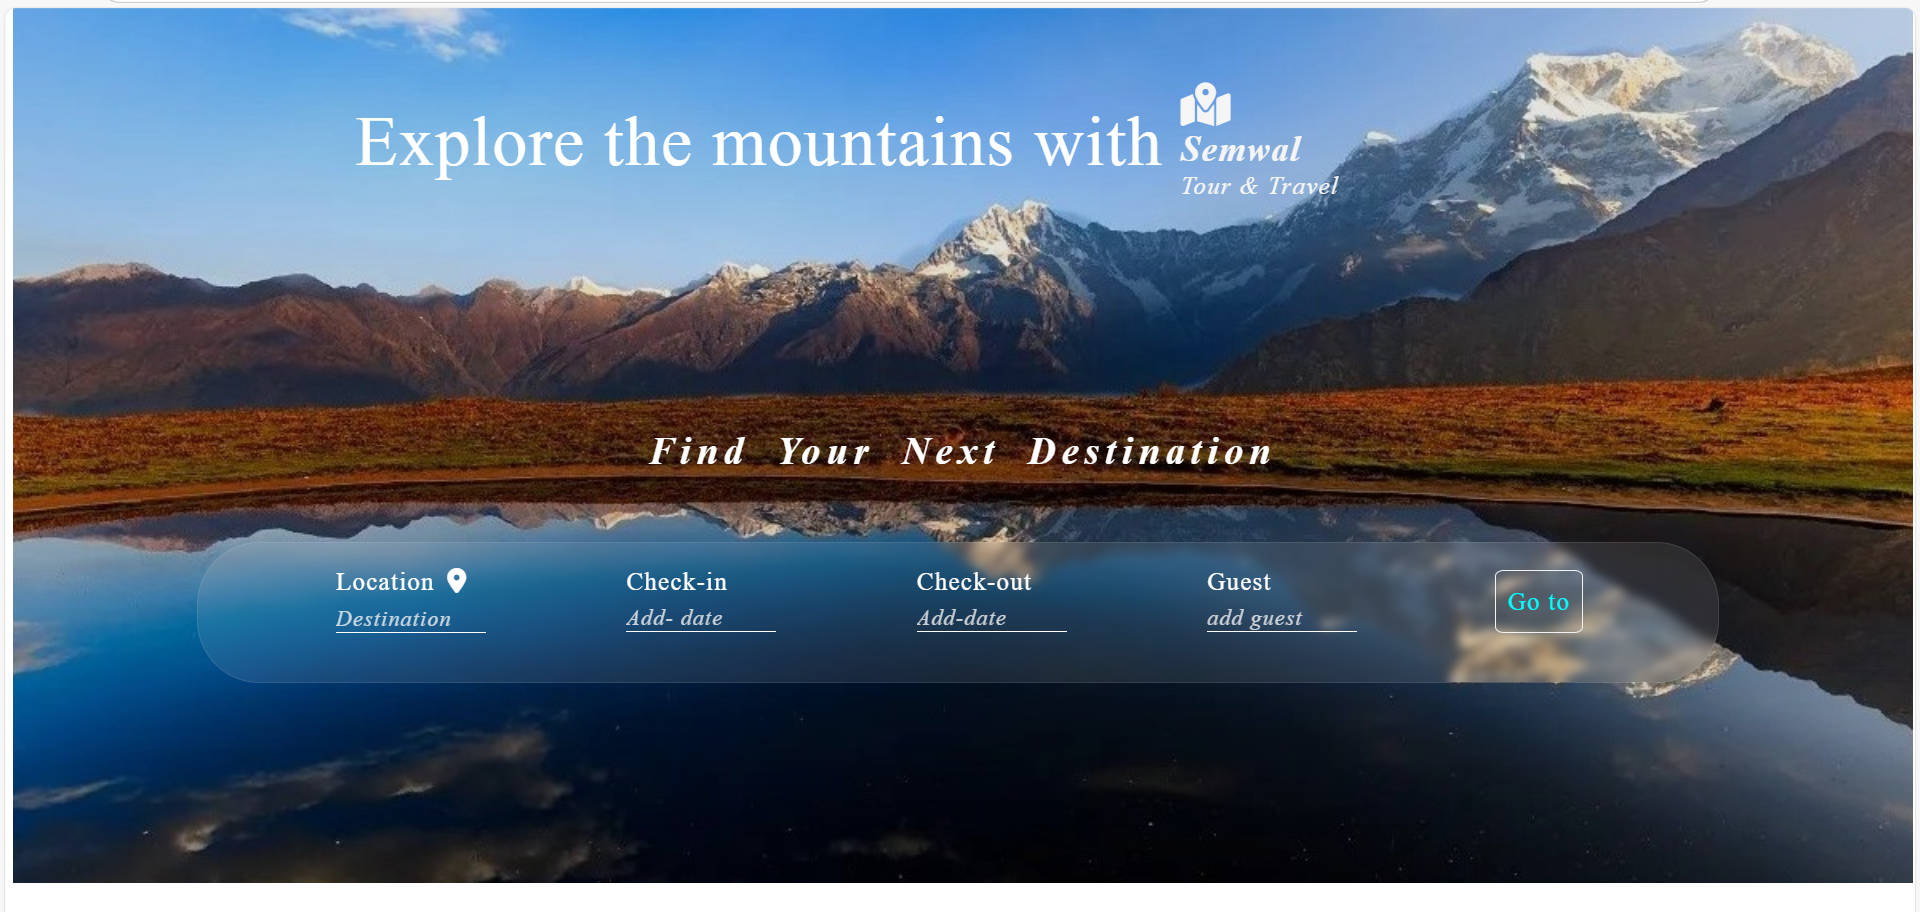 Explore the mountains with
Semwal
Tour & Travel
Find Your Next Destination
Location
Destination
Check-in
Add- date
Check-out
Add-date
Guest
add guest
Go to